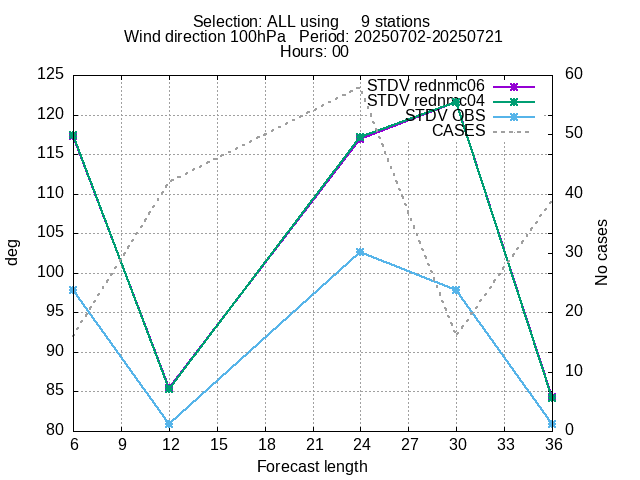 Selection: ALL using 9 stations
Wind direction 100hPa Period: 20250702-20250721
Hours: 00
STDV rednmc06
STDV rednmc04
STDV OBS
CASES
deg
125
120
115
110
105
100
95
90
85
80
No cases
60
50
40
30
20
10
0
6 9 12 15 18 21 24 27 30 33 36
Forecast length